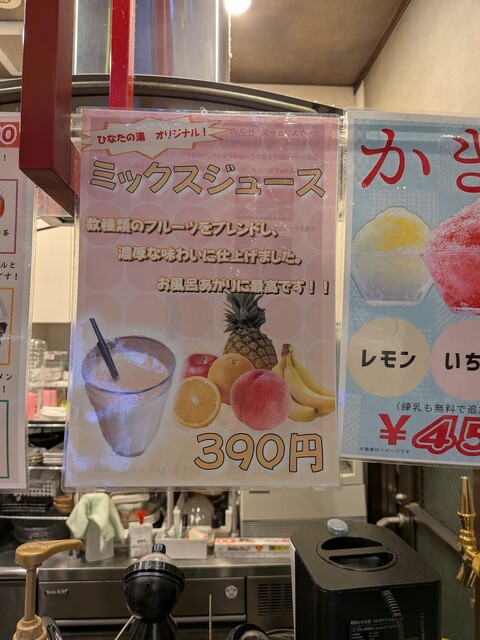 ひなたの湯 オリジナル！
ミックスジュース
数種類のフルーツをブレンドし、
濃厚な味わいに仕上げました。
お風呂あがりに最高です！！
390円
か
レモン
いち
（練乳も無料で追
¥45